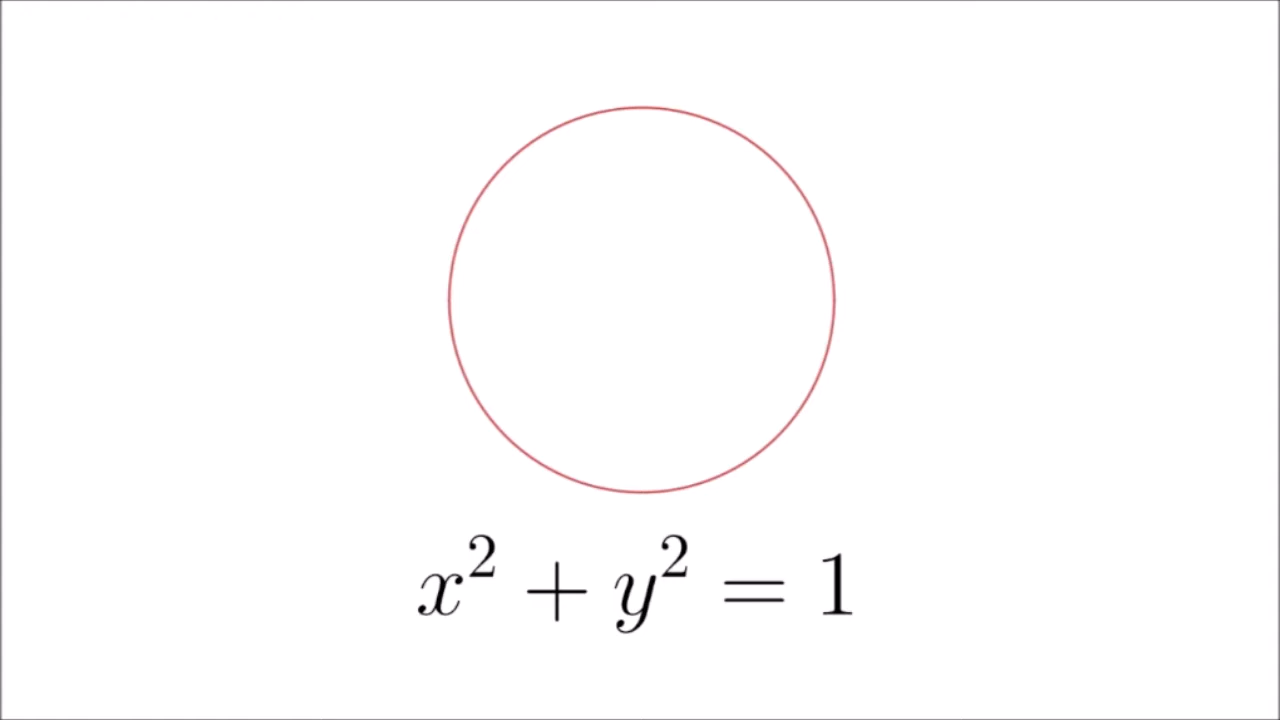 x² + y² = 1